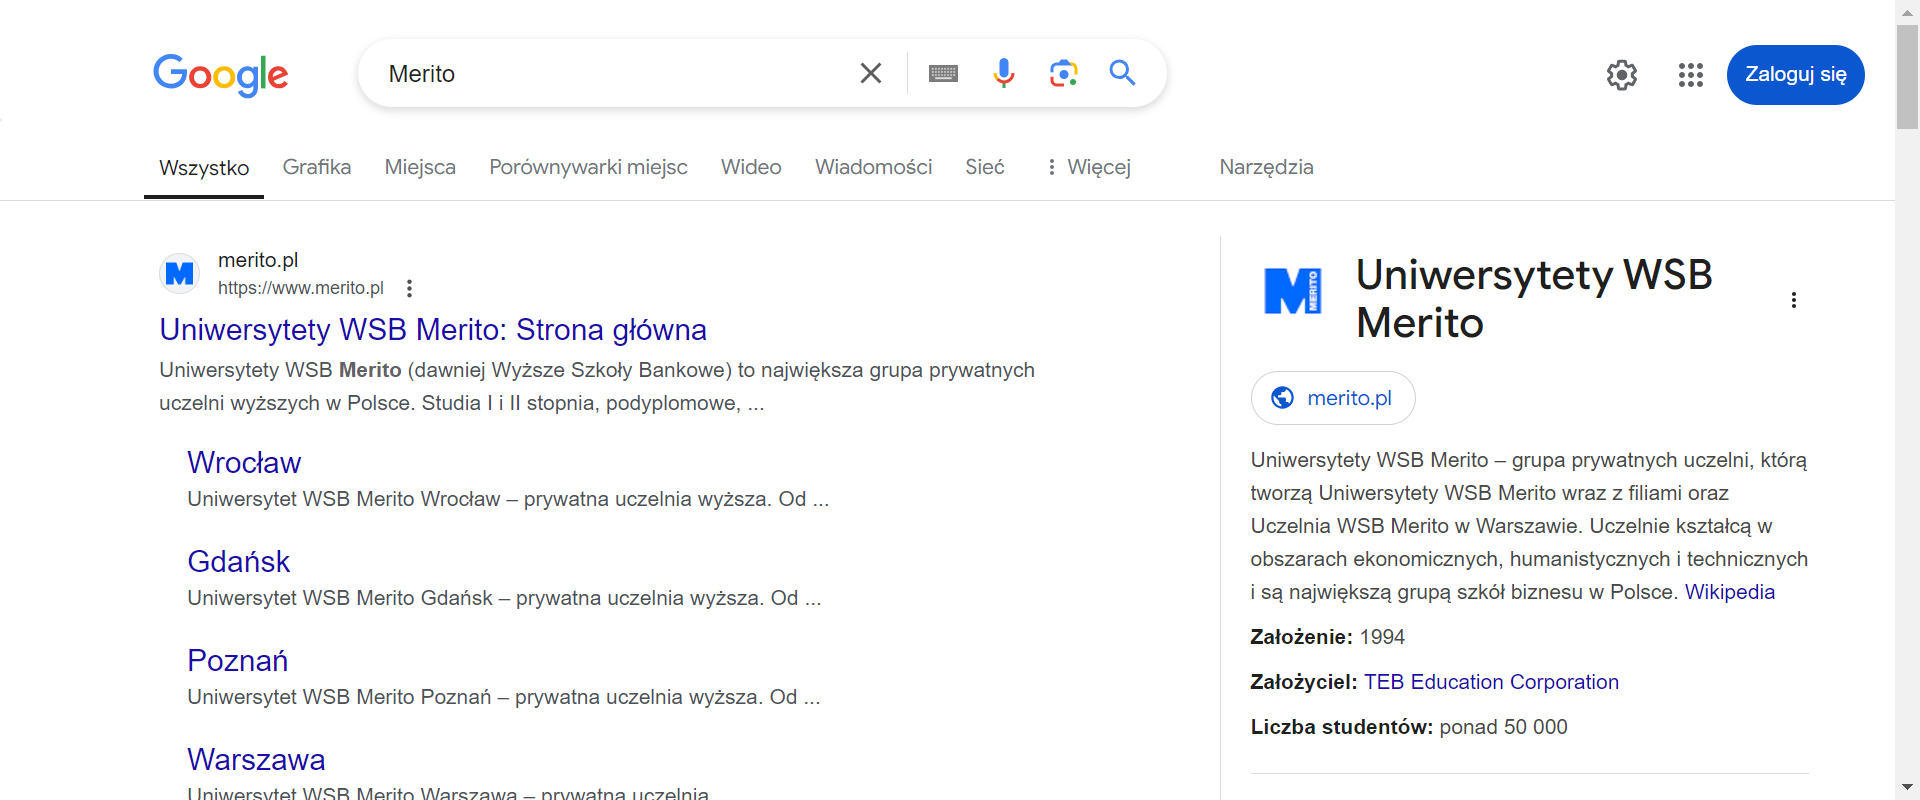 Google
Merito
Zaloguj się
Wszystko
Grafika
Miejsca
Porównywarki miejsc
Wideo
Wiadomości
Sieć
Więcej
Narzędzia
merito.pl
https://www.merito.pl
Uniwersytety WSB Merito: Strona główna
Uniwersytety WSB Merito (dawniej Wyższe Szkoły Bankowe) to największa grupa prywatnych
uczelni wyższych w Polsce. Studia I i II stopnia, podyplomowe, ...
Wrocław
Uniwersytet WSB Merito Wrocław – prywatna uczelnia wyższa. Od ...
Gdańsk
Uniwersytet WSB Merito Gdańsk – prywatna uczelnia wyższa. Od ...
Poznań
Uniwersytet WSB Merito Poznań – prywatna uczelnia wyższa. Od ...
Warszawa
Uniwersytet WSB Merito Warszawa – prywatna uczelnia
M MERITO
Uniwersytety WSB
Merito
merito.pl
Uniwersytety WSB Merito – grupa prywatnych uczelni, którą
tworzą Uniwersytety WSB Merito wraz z filiami oraz
Uczelnia WSB Merito w Warszawie. Uczelnie kształcą w
obszarach ekonomicznych, humanistycznych i technicznych
i są największą grupą szkół biznesu w Polsce. Wikipedia
Założenie: 1994
Założyciel: TEB Education Corporation
Liczba studentów: ponad 50 000